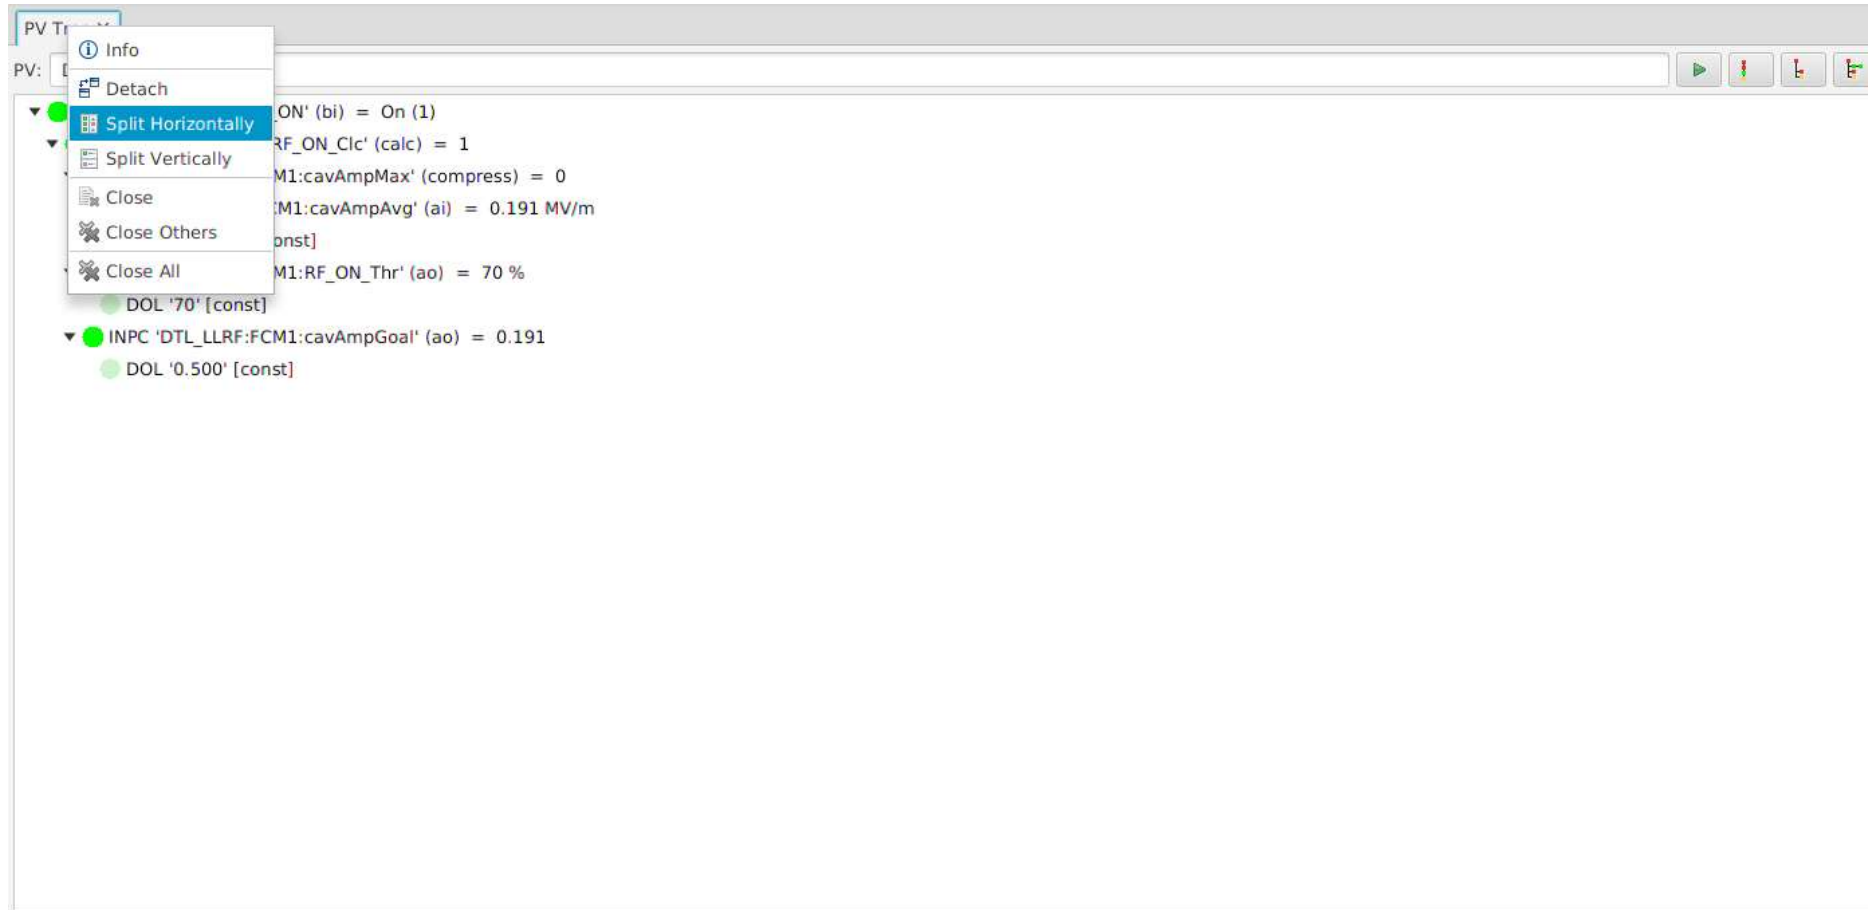 PV
Info
PV:
Detach
ON' (bi) = On (1)
Split Horizontally
RF_ON_Clc' (calc) = 1
Split Vertically
M1:cavAmpMax' (compress) = 0
Close
M1:cavAmpAvg' (ai) = 0.191 MV/m
Close Others
onst]
Close All
M1:RF_ON_Thr' (ao) = 70 %
DOL '70' [const]
INPC 'DTL_LLRF:FCM1:cavAmpGoal' (ao) = 0.191
DOL '0.500' [const]